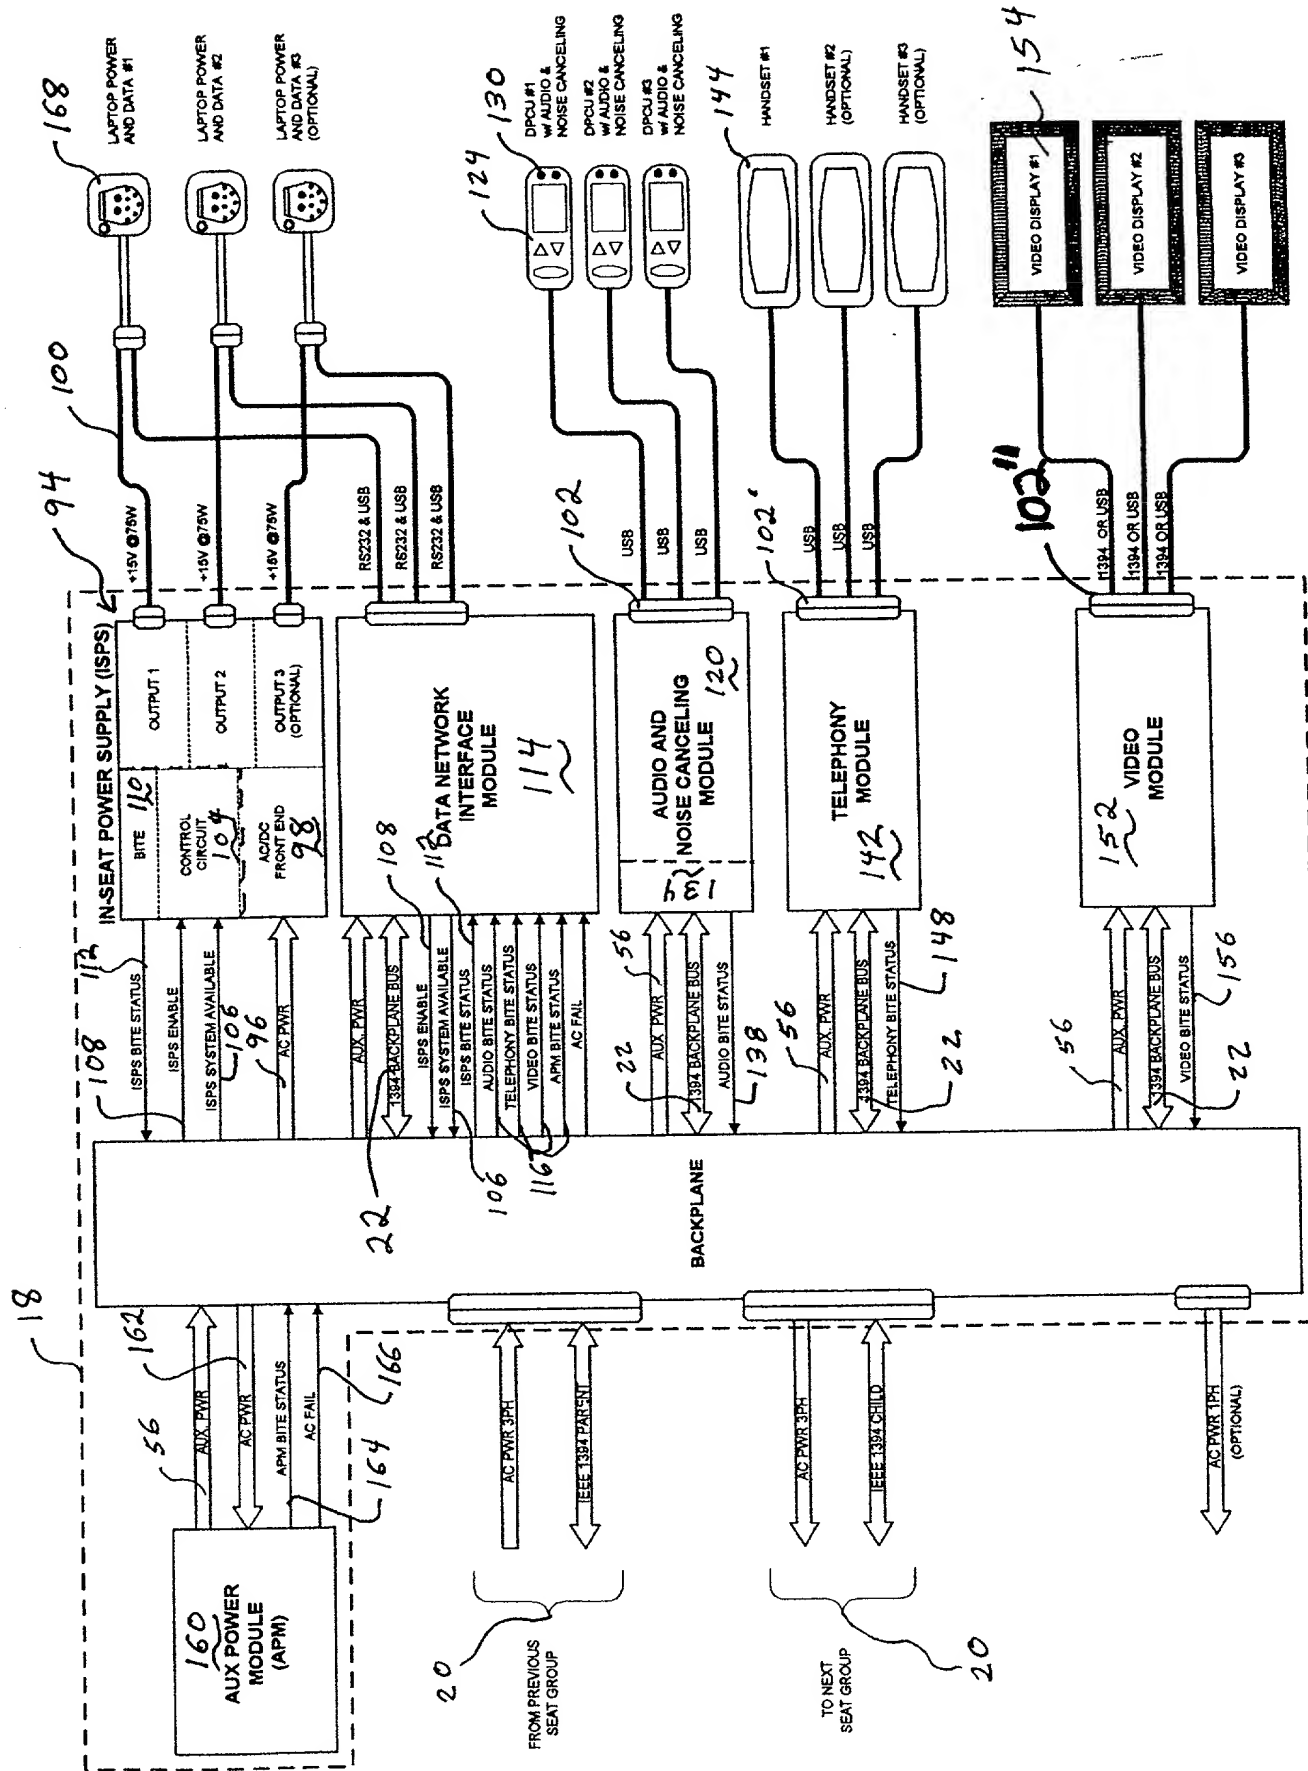 18
94
100
168
LAPTOP POWER
AND DATA #1
LAPTOP POWER
AND DATA #2
LAPTOP POWER
AND DATA #3
(OPTIONAL)
IN-SEAT POWER SUPPLY (ISPS)
+15V @75W
+15V @75W
+15V @75W
RS232 & USB
RS232 & USB
RS232 & USB
BITE 110
CONTROL
CIRCUIT
104
AC/DC
FRONT END
98
OUTPUT 1
OUTPUT 2
OUTPUT 3
(OPTIONAL)
112
ISPS BITE STATUS
108
ISPS ENABLE
ISPS SYSTEM AVAILABLE
106
96
AC PWR
DATA NETWORK
INTERFACE
MODULE
114
AUX. PWR
1394 BACKPLANE BUS
22
ISPS ENABLE
108
ISPS SYSTEM AVAILABLE
106
ISPS BITE STATUS
112
AUDIO BITE STATUS
TELEPHONY BITE STATUS
VIDEO BITE STATUS
APM BITE STATUS
116
AC FAIL
124
130
DPCU #1
W/ AUDIO &
NOISE CANCELING
DPCU #2
W/ AUDIO &
NOISE CANCELING
DPCU #3
W/ AUDIO &
NOISE CANCELING
USB
USB
USB
102
AUDIO AND
NOISE CANCELING
MODULE
120
56
AUX. PWR
22
1394 BACKPLANE BUS
AUDIO BITE STATUS
138
144
HANDSET #1
HANDSET #2
(OPTIONAL)
HANDSET #3
(OPTIONAL)
USB
USB
USB
102'
TELEPHONY
MODULE
142
56
AUX. PWR
1394 BACKPLANE BUS
22
TELEPHONY BITE STATUS
148
154
VIDEO DISPLAY #1
VIDEO DISPLAY #2
VIDEO DISPLAY #3
102"
1394 OR USB
1394 OR USB
1394 OR USB
VIDEO
MODULE
152
56
AUX. PWR
1394 BACKPLANE BUS
22
VIDEO BITE STATUS
156
BACKPLANE
160
AUX POWER
MODULE
(APM)
56
AUX. PWR
162
AC PWR
APM BITE STATUS
164
AC FAIL
166
AC PWR 3PH
IEEE 1394 PARENT
20
FROM PREVIOUS
SEAT GROUP
AC PWR 3PH
IEEE 1394 CHILD
20
TO NEXT
SEAT GROUP
AC PWR 1PH
(OPTIONAL)